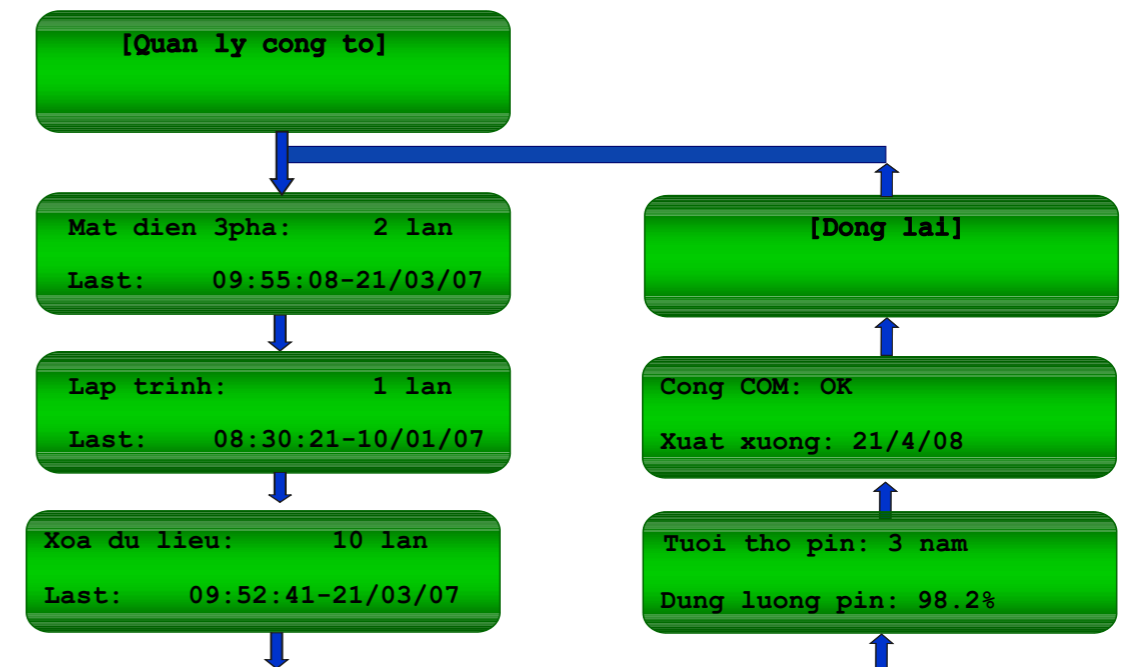 [Quan ly cong to]
Mat dien 3pha: 2 lan
Last: 09:55:08-21/03/07
Lap trinh: 1 lan
Last: 08:30:21-10/01/07
Xoa du lieu: 10 lan
Last: 09:52:41-21/03/07
[Dong lai]
Cong COM: OK
Xuat xuong: 21/4/08
Tuoi tho pin: 3 nam
Dung luong pin: 98.2%